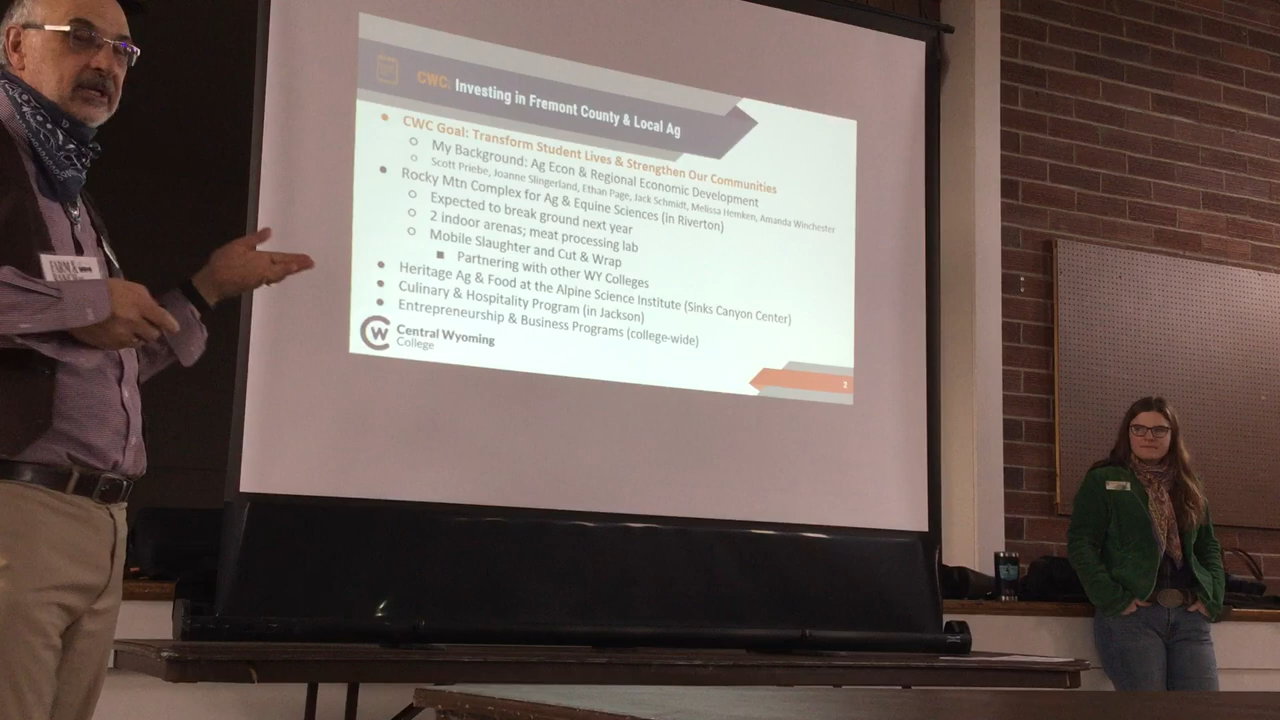 CWC: Investing in Fremont County & Local Ag
CWC Goal: Transform Student Lives & Strengthen Our Communities
My Background: Ag Econ & Regional Economic Development
Scott Priebe, Joanne Slingerland, Ethan Page, Jack Schmidt, Melissa Hemken, Amanda Winchester
Rocky Mtn Complex for Ag & Equine Sciences (in Riverton)
Expected to break ground next year
2 indoor arenas; meat processing lab
Mobile Slaughter and Cut & Wrap
Partnering with other WY Colleges
Heritage Ag & Food at the Alpine Science Institute (Sinks Canyon Center)
Culinary & Hospitality Program (in Jackson)
Entrepreneurship & Business Programs (college-wide)
CW
Central Wyoming
College
2
FARM &